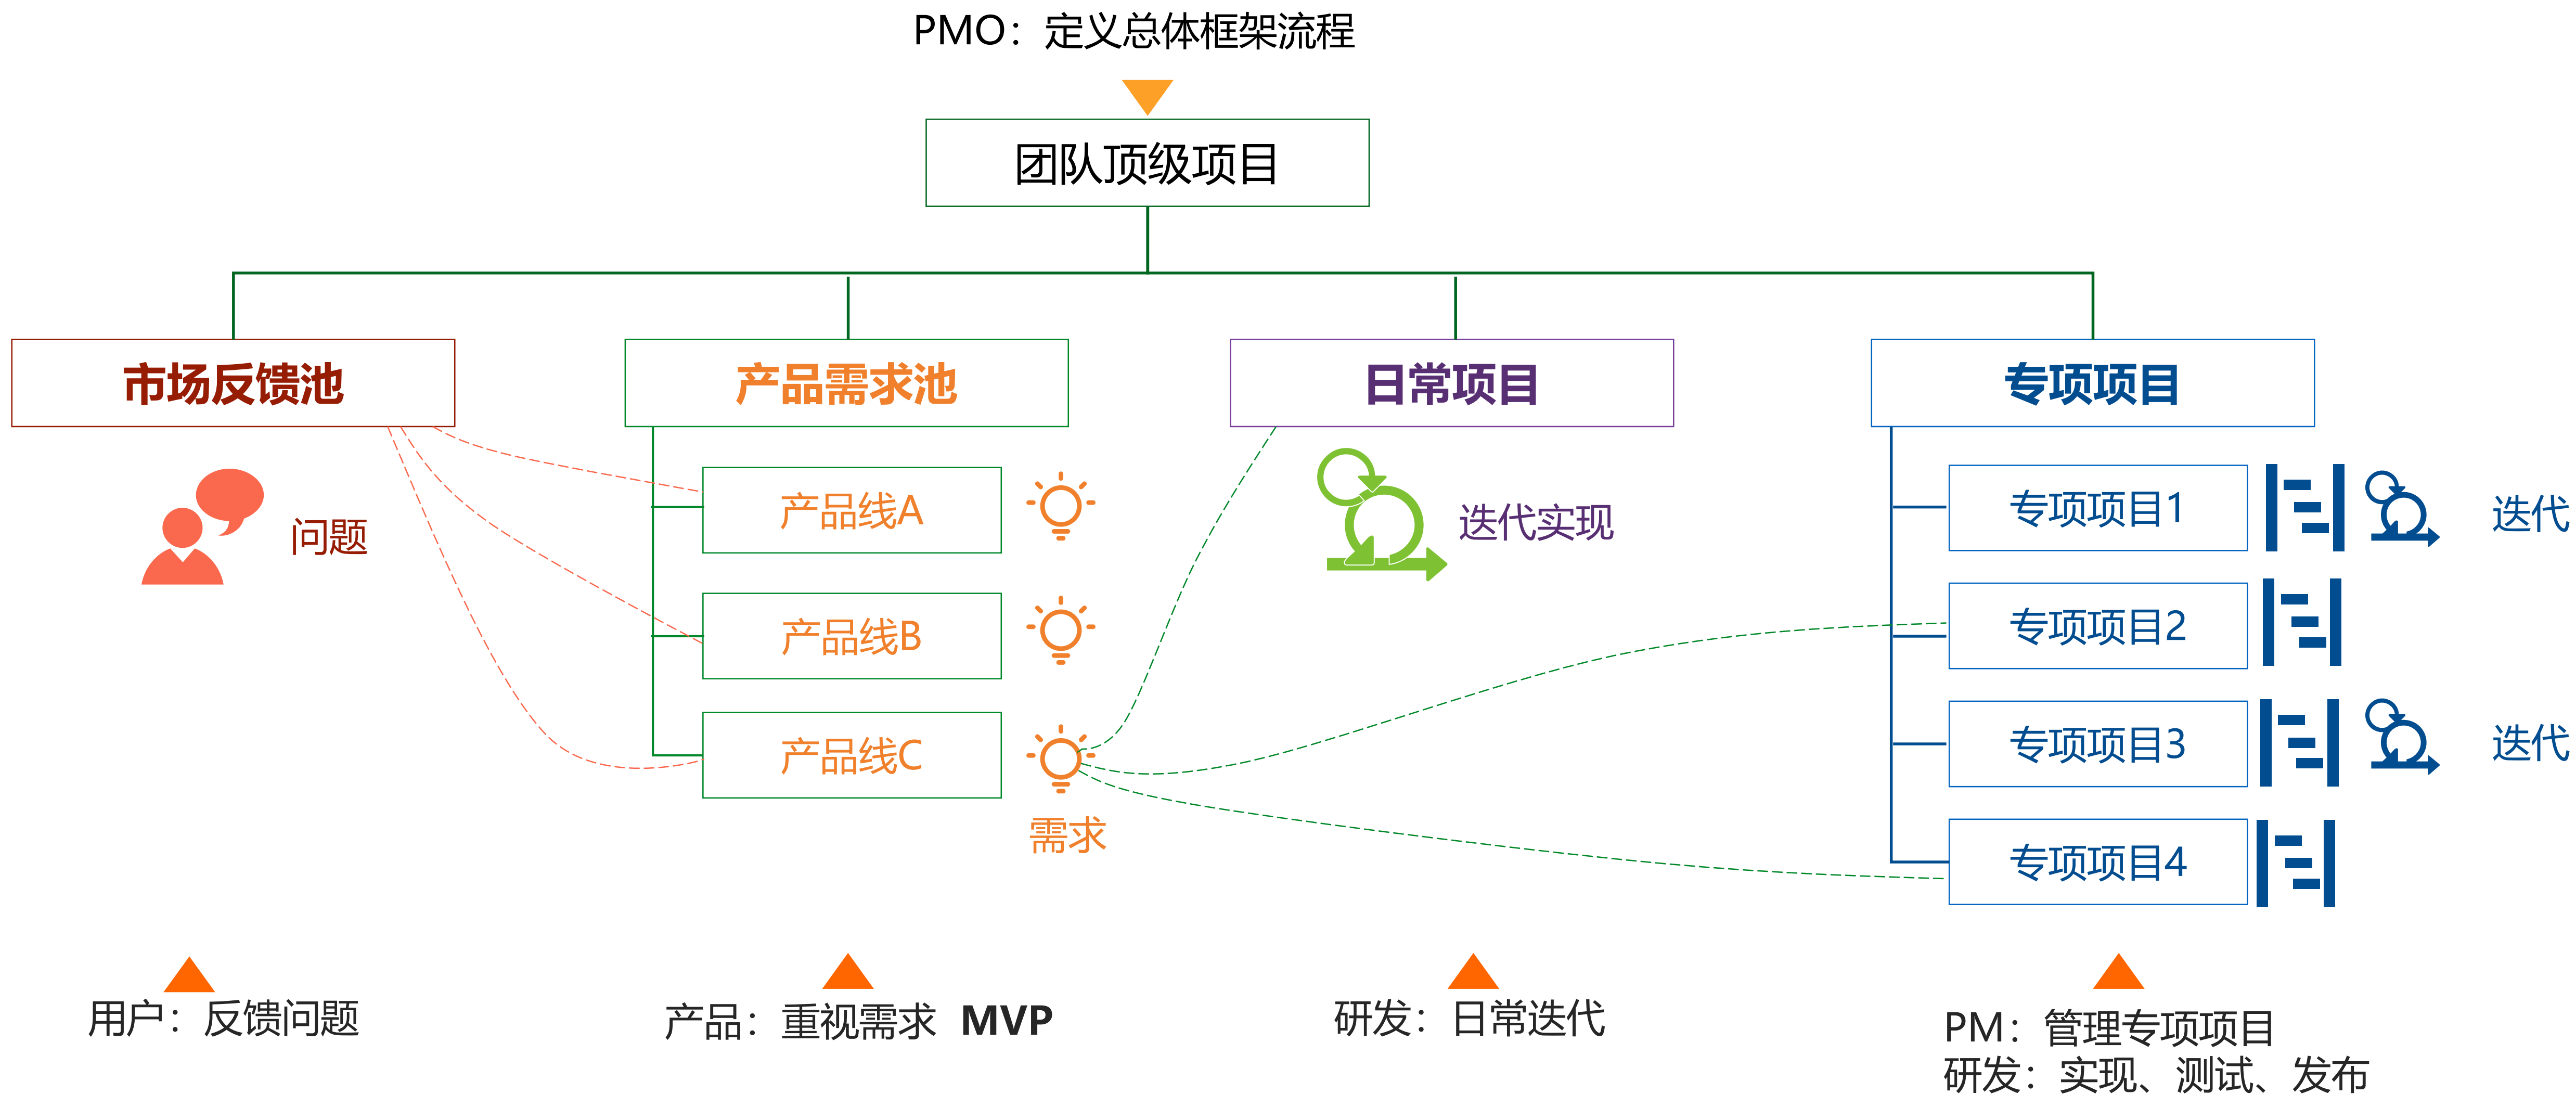 PMO：定义总体框架流程
团队顶级项目
市场反馈池
产品需求池
日常项目
专项项目
问题
产品线A
产品线B
产品线C
需求
迭代实现
专项项目1
迭代
专项项目2
专项项目3
迭代
专项项目4
用户：反馈问题
产品：重视需求 MVP
研发：日常迭代
PM：管理专项项目
研发：实现、测试、发布